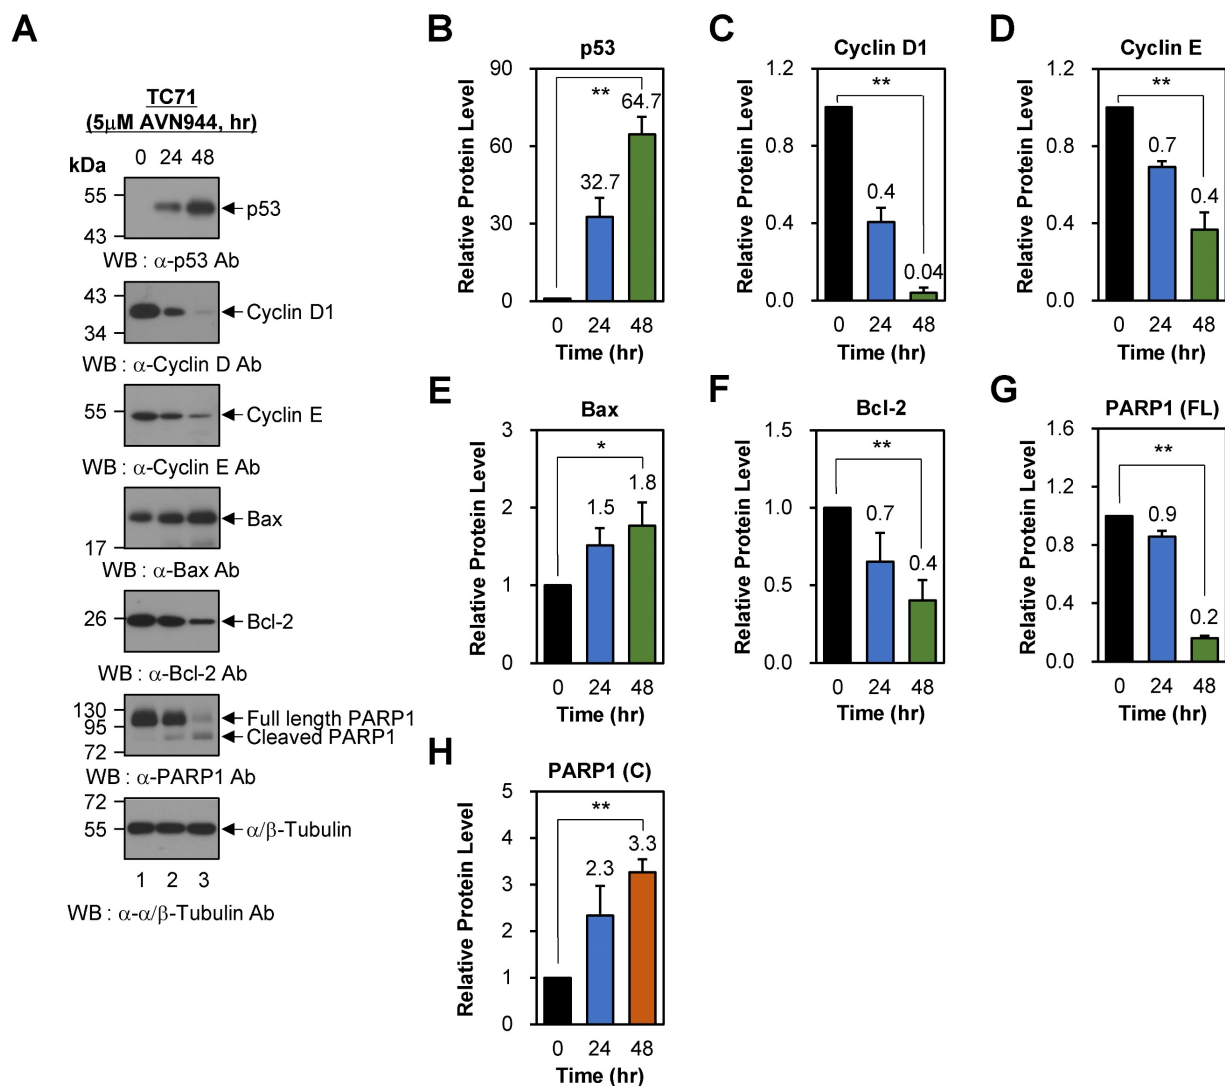 A
TC71
(5μM AVN944, hr)
kDa
0 24 48
55
43
p53
WB : α-p53 Ab
43
34
Cyclin D1
WB : α-Cyclin D Ab
55
Cyclin E
WB : α-Cyclin E Ab
17
Bax
WB : α-Bax Ab
26
Bcl-2
WB : α-Bcl-2 Ab
130
95
72
Full length PARP1
Cleaved PARP1
WB : α-PARP1 Ab
72
55
α/β-Tubulin
1 2 3
WB : α-α/β-Tubulin Ab
B
p53
Relative Protein Level
90
60
30
0
**
32.7
64.7
0 24 48
Time (hr)
C
Cyclin D1
Relative Protein Level
1.2
0.8
0.4
0.0
**
0.4
0.04
0 24 48
Time (hr)
D
Cyclin E
Relative Protein Level
1.2
0.8
0.4
0.0
**
0.7
0.4
0 24 48
Time (hr)
E
Bax
Relative Protein Level
3
2
1
0
*
1.5
1.8
0 24 48
Time (hr)
F
Bcl-2
Relative Protein Level
1.5
1.0
0.5
0.0
**
0.7
0.4
0 24 48
Time (hr)
G
PARP1 (FL)
Relative Protein Level
1.6
1.2
0.8
0.4
0.0
**
0.9
0.2
0 24 48
Time (hr)
H
PARP1 (C)
Relative Protein Level
5
4
3
2
1
0
**
2.3
3.3
0 24 48
Time (hr)